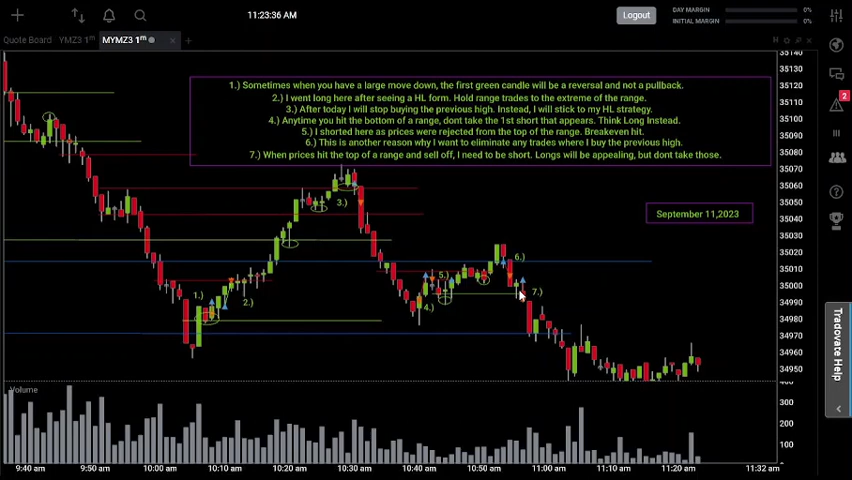 11:23:36 AM
Logout
DAY MARGIN 0%
INITIAL MARGIN 0%
Quote Board YMZ3 1m MYMZ3 1m
1.) Sometimes when you have a large move down, the first green candle will be a reversal and not a pullback.
2.) I went long here after seeing a HL form. Hold range trades to the extreme of the range.
3.) After today I will stop buying the previous high. Instead, I will stick to my HL strategy.
4.) Anytime you hit the bottom of a range, dont take the 1st short that appears. Think Long Instead.
5.) I shorted here as prices were rejected from the top of the range. Breakeven hit.
6.) This is another reason why I want to eliminate any trades where I buy the previous high.
7.) When prices hit the top of a range and sell off, I need to be short. Longs will be appealing, but dont take those.
September 11,2023
1.)
2.)
3.)
4.)
5.)
6.)
7.)
35140
35130
35120
35110
35100
35090
35080
35070
35060
35050
35040
35030
35020
35010
35000
34990
34980
34970
34960
34950
2
Tradovate Help
Volume
300
200
100
9:40 am 9:50 am 10:00 am 10:10 am 10:20 am 10:30 am 10:40 am 10:50 am 11:00 am 11:10 am 11:20 am 11:32 am